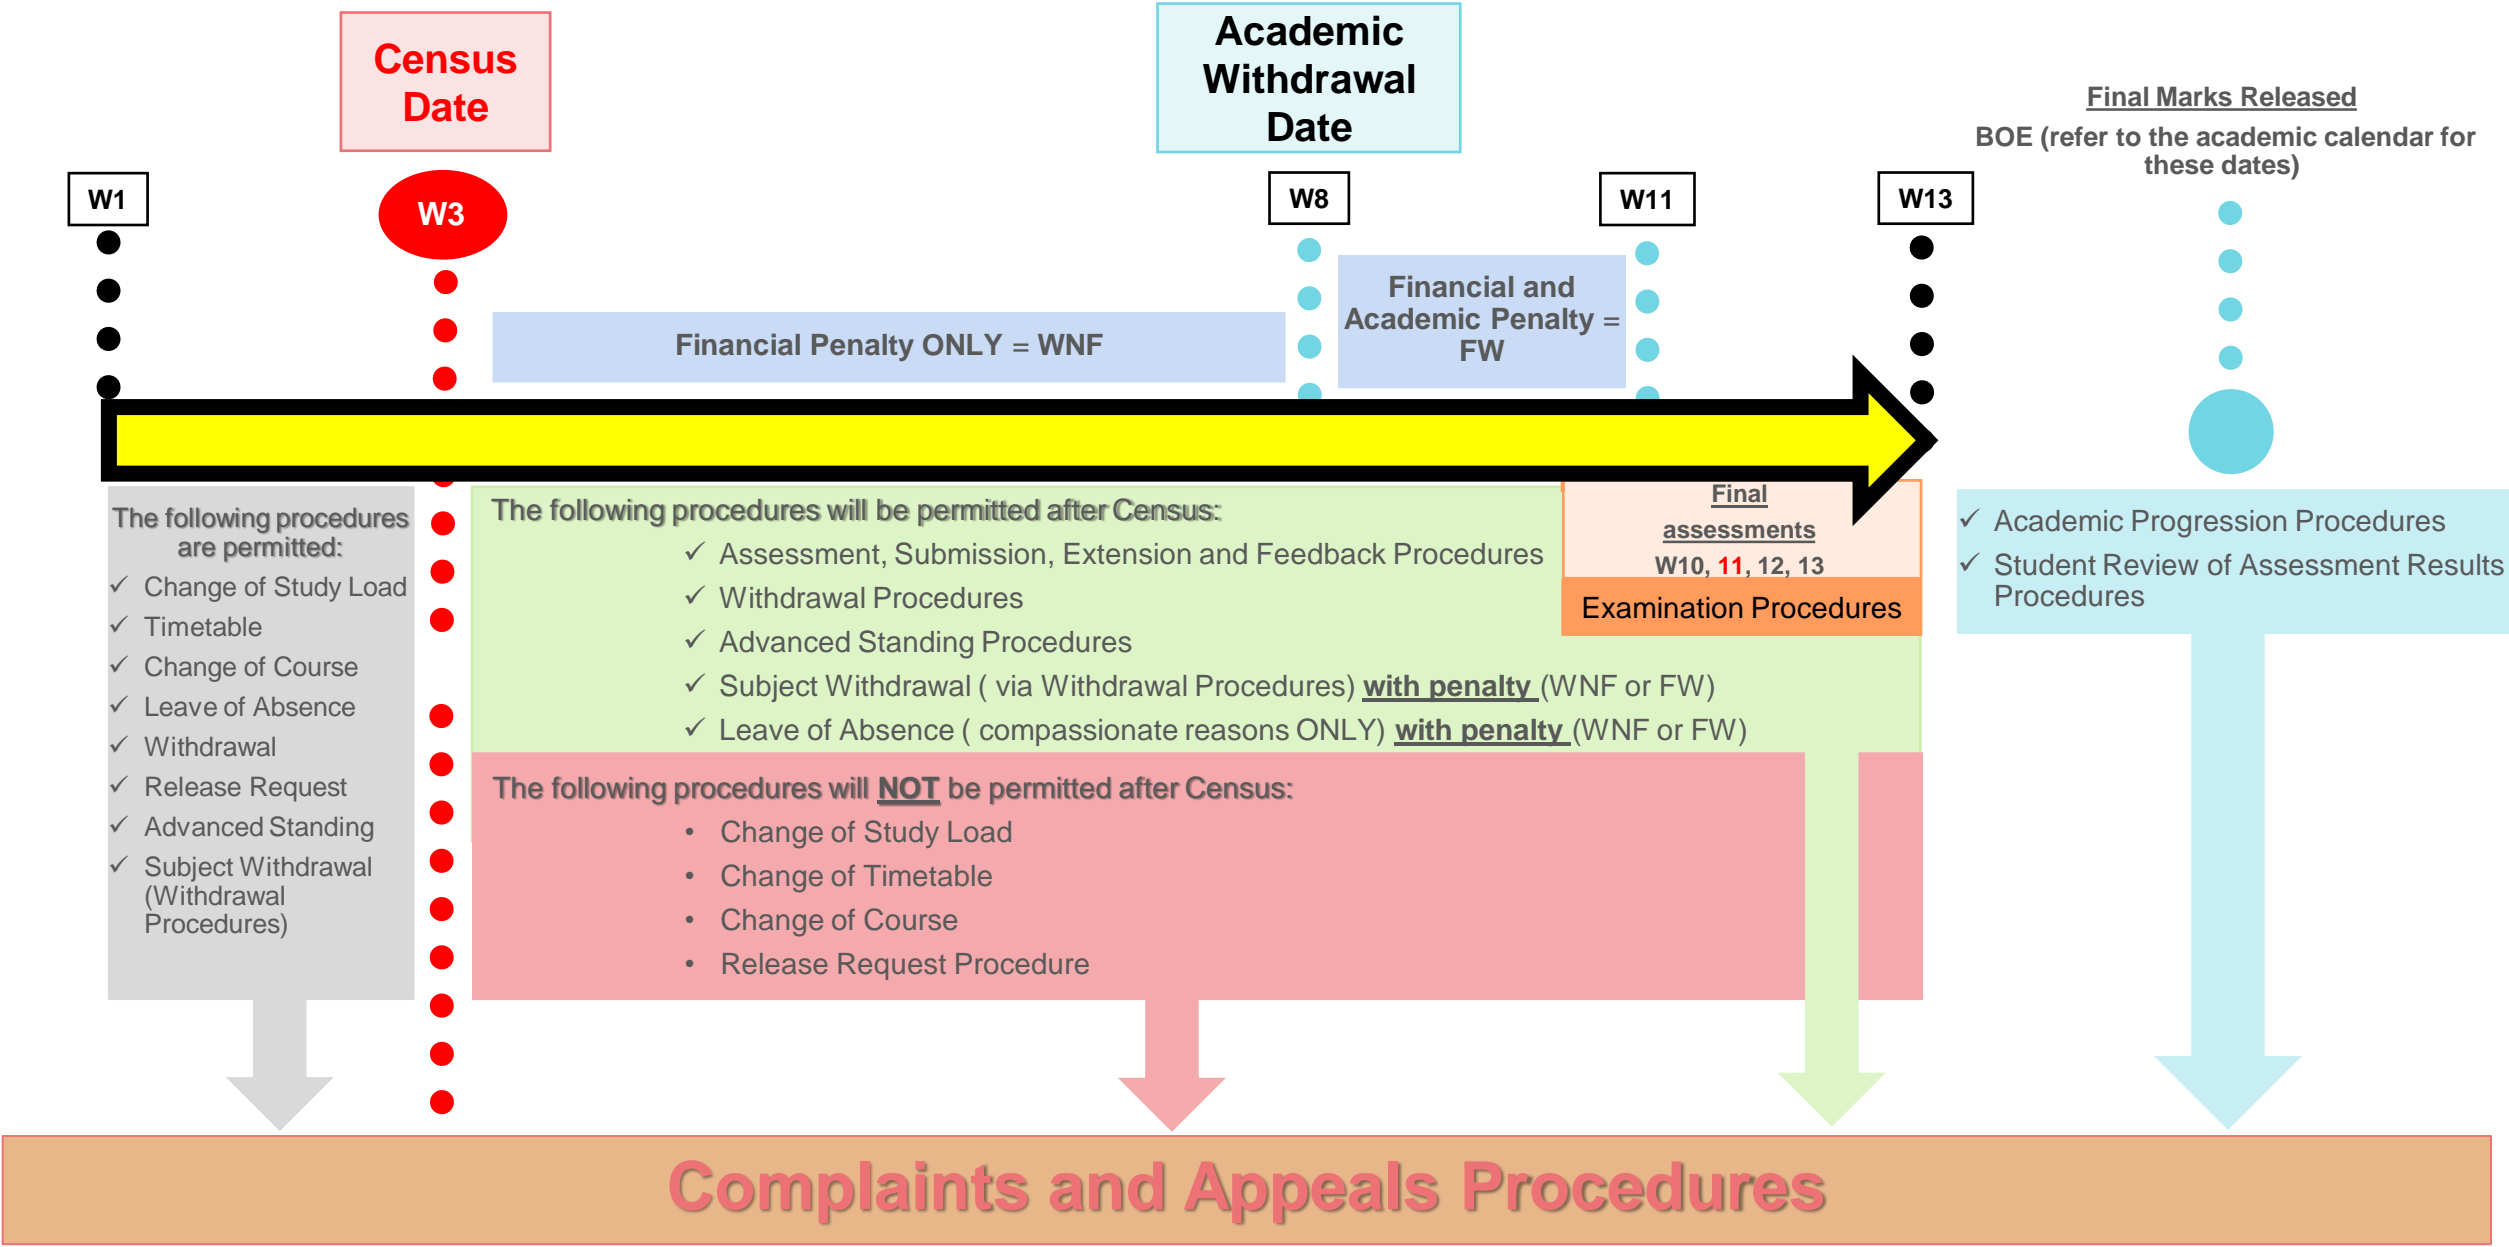 Census
Date
Academic
Withdrawal
Date
Final Marks Released
BOE (refer to the academic calendar for
these dates)
W1
W3
W8
W11
W13
Financial Penalty ONLY = WNF
Financial and
Academic Penalty =
FW
The following procedures
are permitted:
✓ Change of Study Load
✓ Timetable
✓ Change of Course
✓ Leave of Absence
✓ Withdrawal
✓ Release Request
✓ Advanced Standing
✓ Subject Withdrawal
(Withdrawal
Procedures)
The following procedures will be permitted after Census:
✓ Assessment, Submission, Extension and Feedback Procedures
✓ Withdrawal Procedures
✓ Advanced Standing Procedures
✓ Subject Withdrawal ( via Withdrawal Procedures) with penalty (WNF or FW)
✓ Leave of Absence ( compassionate reasons ONLY) with penalty (WNF or FW)
Final
assessments
W10, 11, 12, 13
Examination Procedures
The following procedures will NOT be permitted after Census:
• Change of Study Load
• Change of Timetable
• Change of Course
• Release Request Procedure
✓ Academic Progression Procedures
✓ Student Review of Assessment Results
Procedures
Complaints and Appeals Procedures